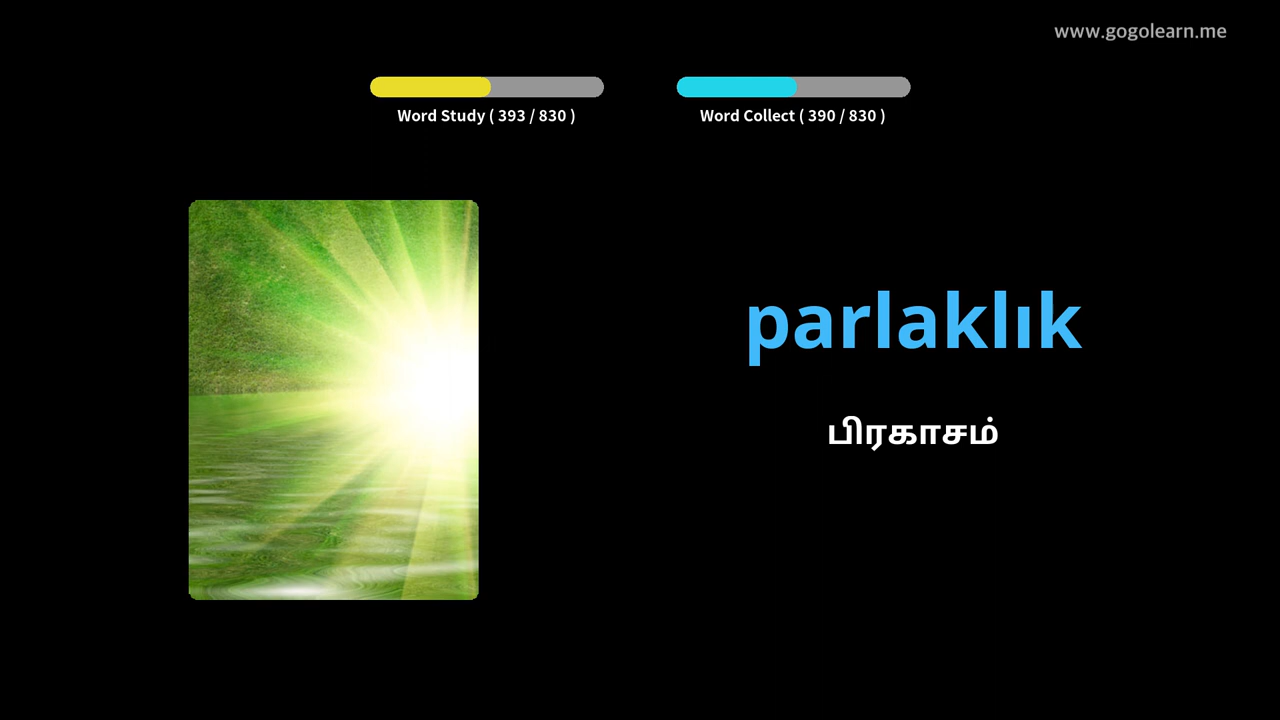 www.gogolearn.me
Word Study ( 393 / 830 )
Word Collect ( 390 / 830 )
parlaklık
பிரகாசம்